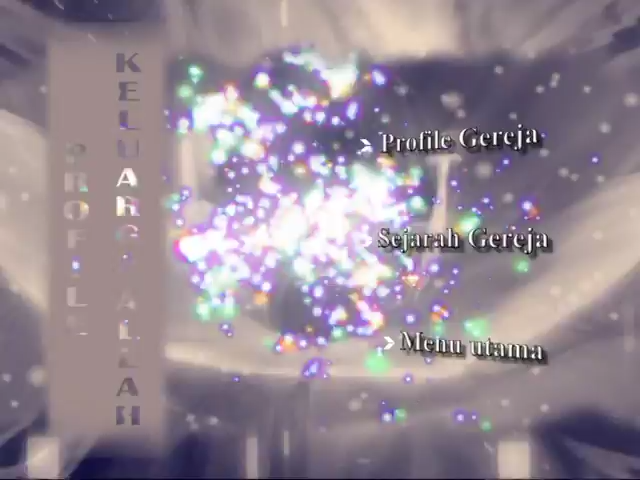 PROFILE
KELUARGA ALLAH
Profile Gereja
Sejarah Gereja
Menu utama